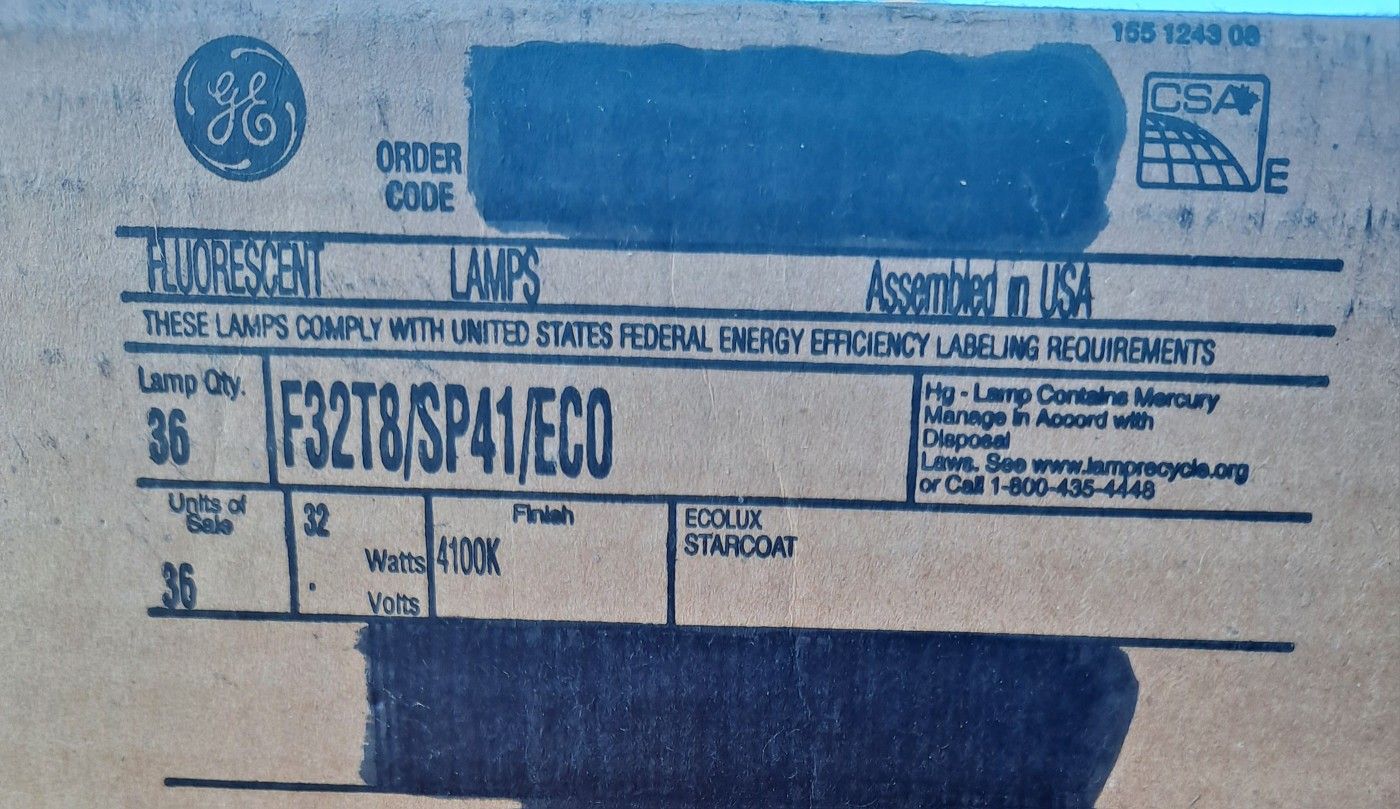 165 1243 03
GE
CSA
E
ORDER
CODE
FLUORESCENT LAMPS Assembled in USA
THESE LAMPS COMPLY WITH UNITED STATES FEDERAL ENERGY EFFICIENCY LABELING REQUIREMENTS
Lamp Qty.
36
F32T8/SP41/ECO
Hg - Lamp Contains Mercury
Manage In Accord with
Disposal
Laws. See www.lamprecycle.org
or Call 1-800-435-4448
Units of
Sale
36
32
Watts
Volts
Finish
4100K
ECOLUX
STARCOAT